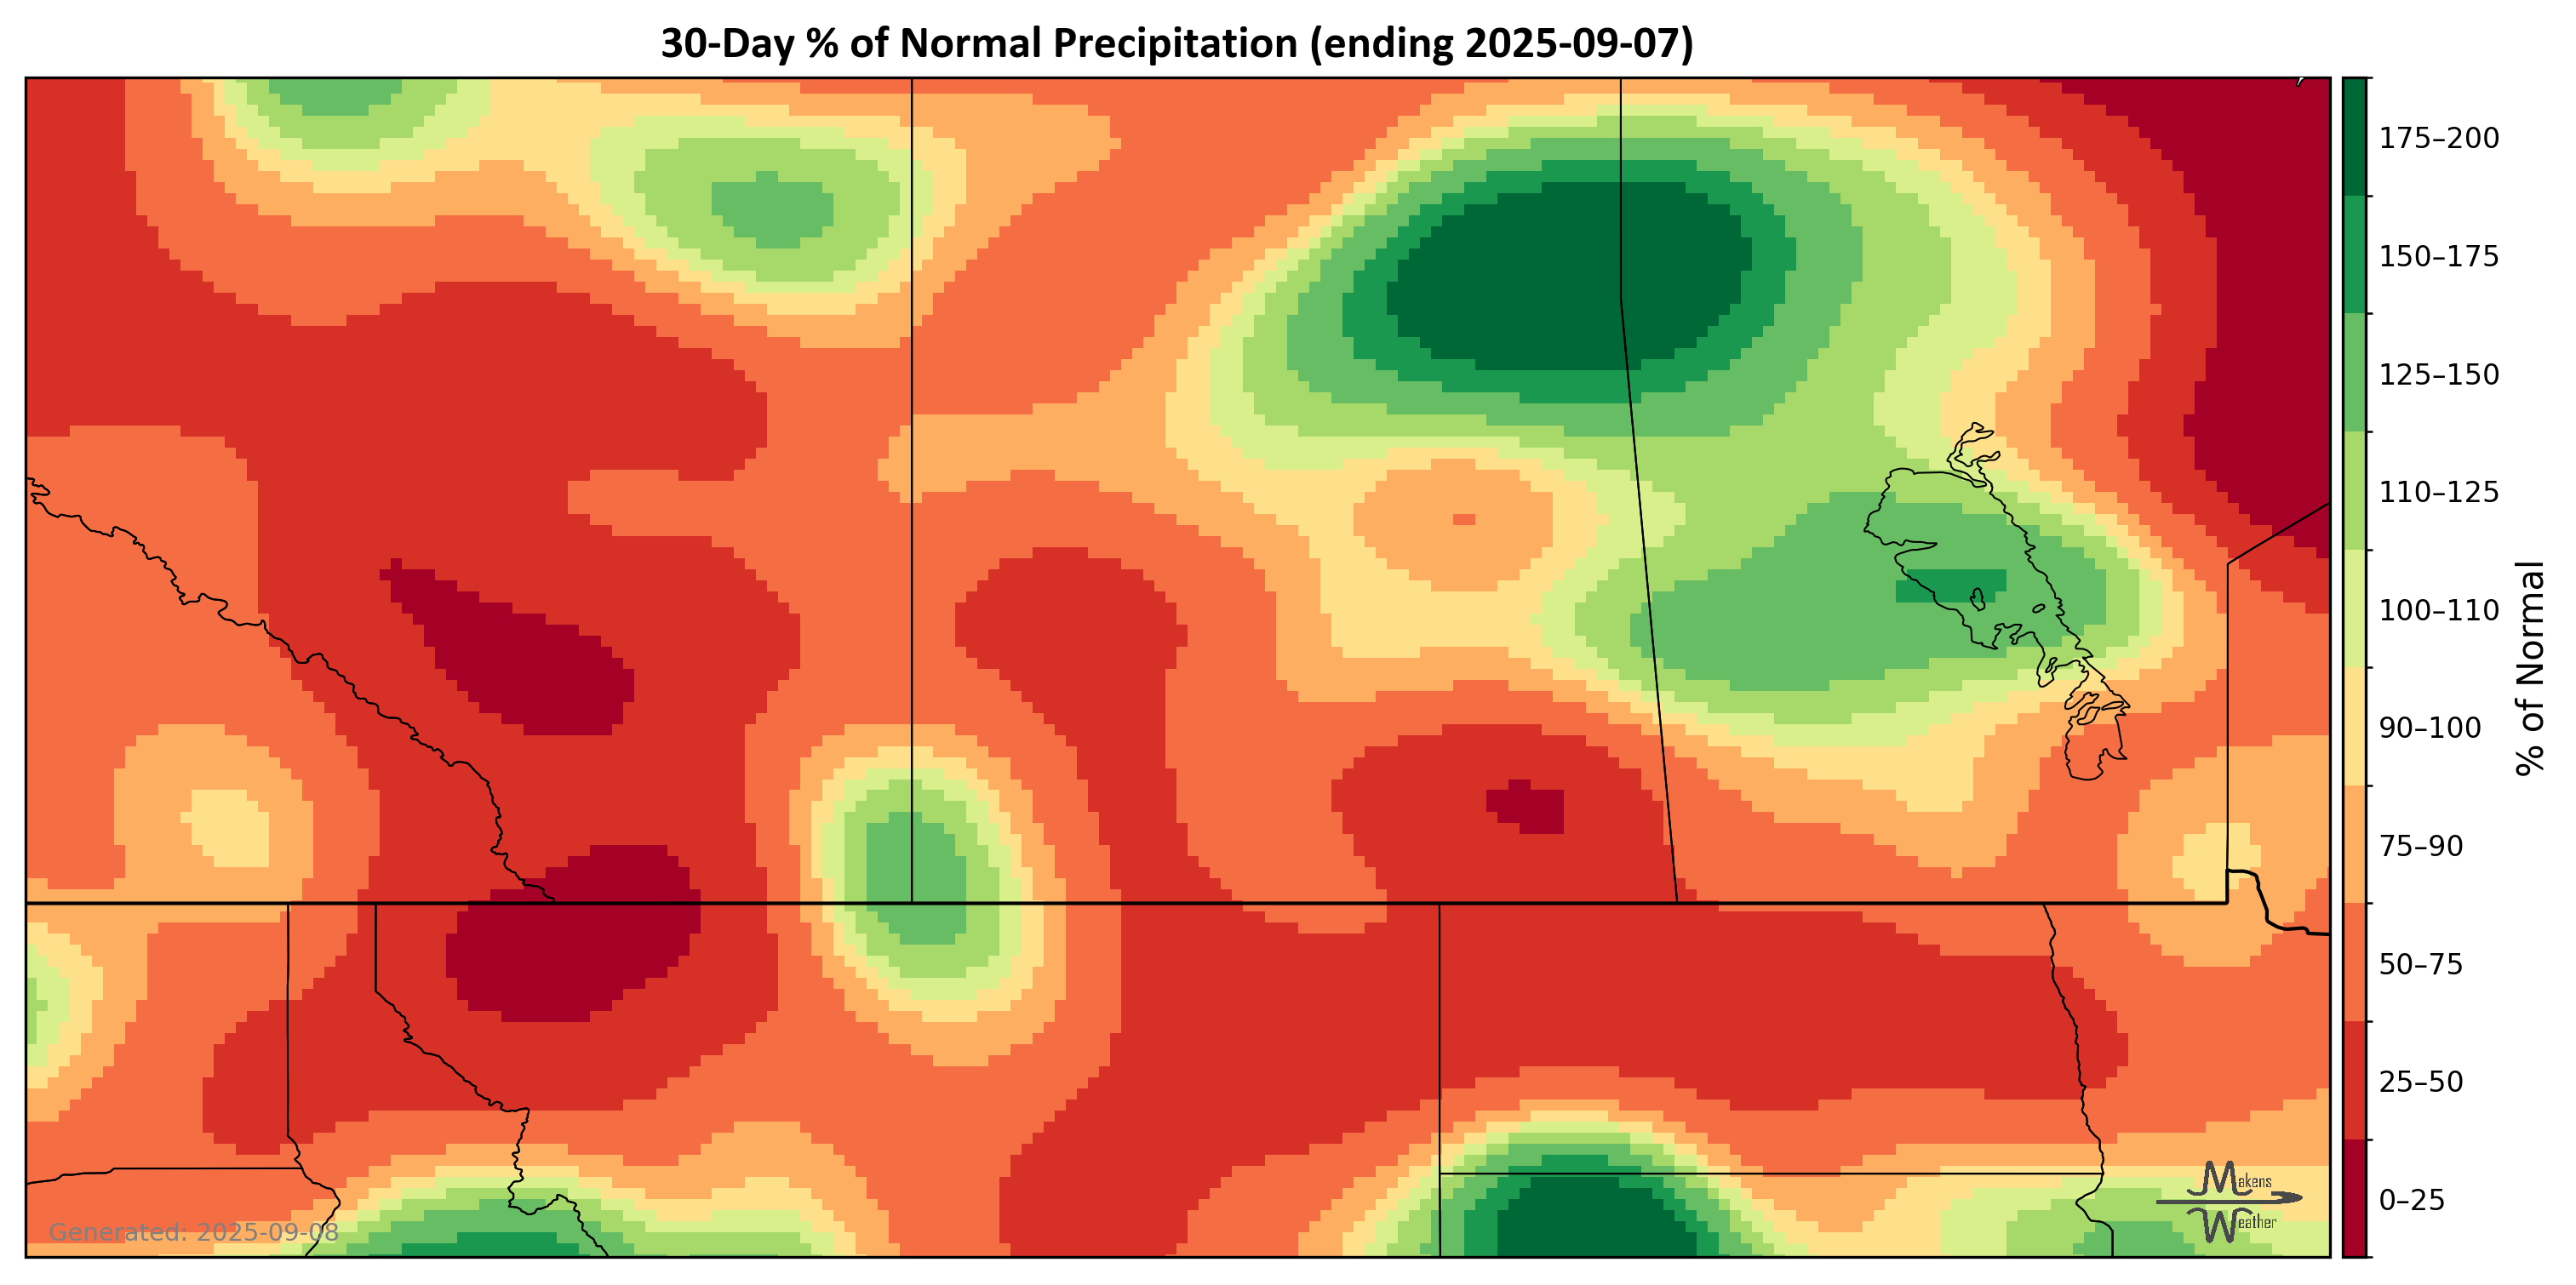 30-Day % of Normal Precipitation (ending 2025-09-07)
175–200
150–175
125–150
110–125
100–110
90–100
75–90
50–75
25–50
0–25
% of Normal
Makens
Weather
Generated: 2025-09-08